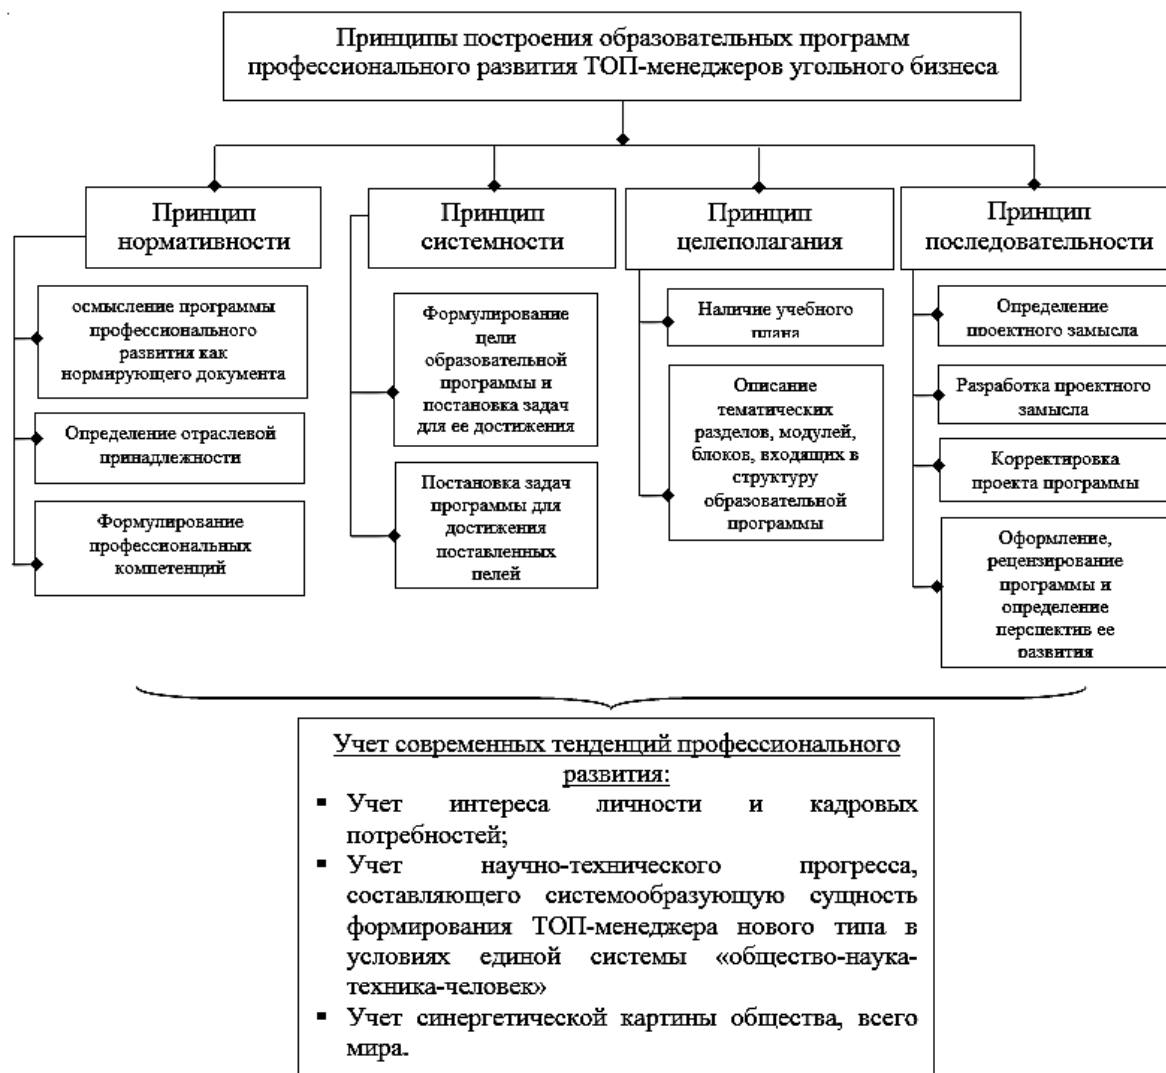 Принципы построения образовательных программ
профессионального развития ТОП-менеджеров угольного бизнеса
Принцип
нормативности
осмысление программы
профессионального
развития как
нормирующего документа
Определение отраслевой
принадлежности
Формулирование
профессиональных
компетенций
Принцип
системности
Формулирование
цели
образовательной
программы и
постановка задач
для ее достижения
Постановка задач
программы для
достижения
поставленных
целей
Принцип
целеполагания
Наличие учебного
плана
Описание
тематических
разделов, модулей,
блоков, входящих в
структуру
образовательной
программы
Принцип
последовательности
Определение
проектного замысла
Разработка проектного
замысла
Корректировка
проекта программы
Оформление,
рецензирование
программы и
определение
перспектив ее
развития
Учет современных тенденций профессионального
развития:
▪ Учет интереса личности и кадровых
потребностей;
▪ Учет научно-технического прогресса,
составляющего системообразующую сущность
формирования ТОП-менеджера нового типа в
условиях единой системы «общество-наука-
техника-человек»
▪ Учет синергетической картины общества, всего
мира.